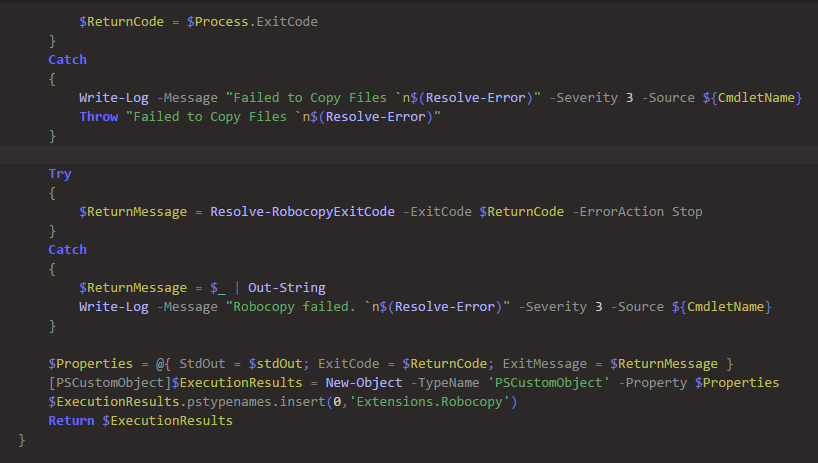 $ReturnCode = $Process.ExitCode
}
Catch
{
Write-Log -Message "Failed to Copy Files `n$(Resolve-Error)" -Severity 3 -Source ${CmdletName}
Throw "Failed to Copy Files `n$(Resolve-Error)"
}
Try
{
$ReturnMessage = Resolve-RobocopyExitCode -ExitCode $ReturnCode -ErrorAction Stop
}
Catch
{
$ReturnMessage = $_ | Out-String
Write-Log -Message "Robocopy failed. `n$(Resolve-Error)" -Severity 3 -Source ${CmdletName}
}
$Properties = @{ StdOut = $stdOut; ExitCode = $ReturnCode; ExitMessage = $ReturnMessage }
[PSCustomObject]$ExecutionResults = New-Object -TypeName 'PSCustomObject' -Property $Properties
$ExecutionResults.pstypenames.insert(0,'Extensions.Robocopy')
Return $ExecutionResults
}